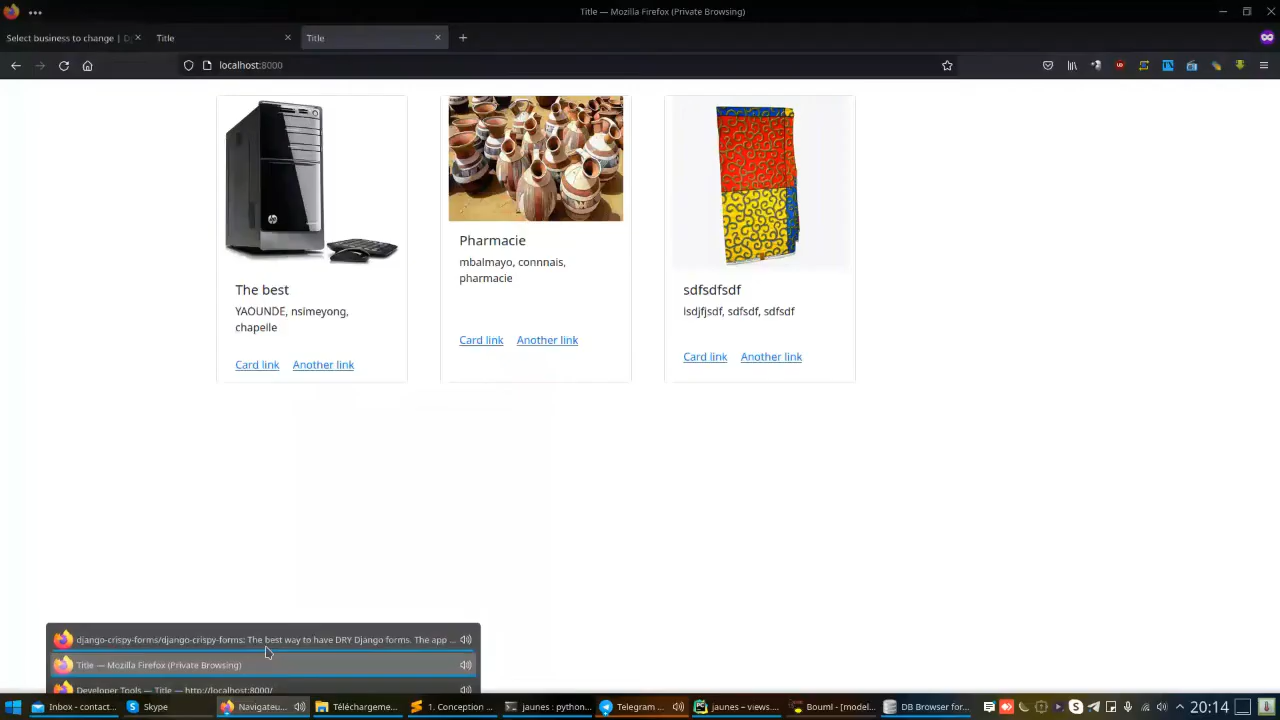 Title — Mozilla Firefox (Private Browsing)
Select business to change | Dj
Title
Title
localhost:8000
The best
YAOUNDE, nsimeyong,
chapelle
Card link Another link
Pharmacie
mbalmayo, connnais,
pharmacie
Card link Another link
sdfsdfsdf
lsdjfjsdf, sdfsdf, sdfsdf
Card link Another link
django-crispy-forms/django-crispy-forms: The best way to have DRY Django forms. The app ...
Title — Mozilla Firefox (Private Browsing)
Developer Tools — Title — http://localhost:8000/
Inbox - contact...
Skype
Navigateu...
Téléchargeme...
1. Conception ...
jaunes : python...
Telegram ...
jaunes – views....
Bouml - [model...
DB Browser for...
20:14